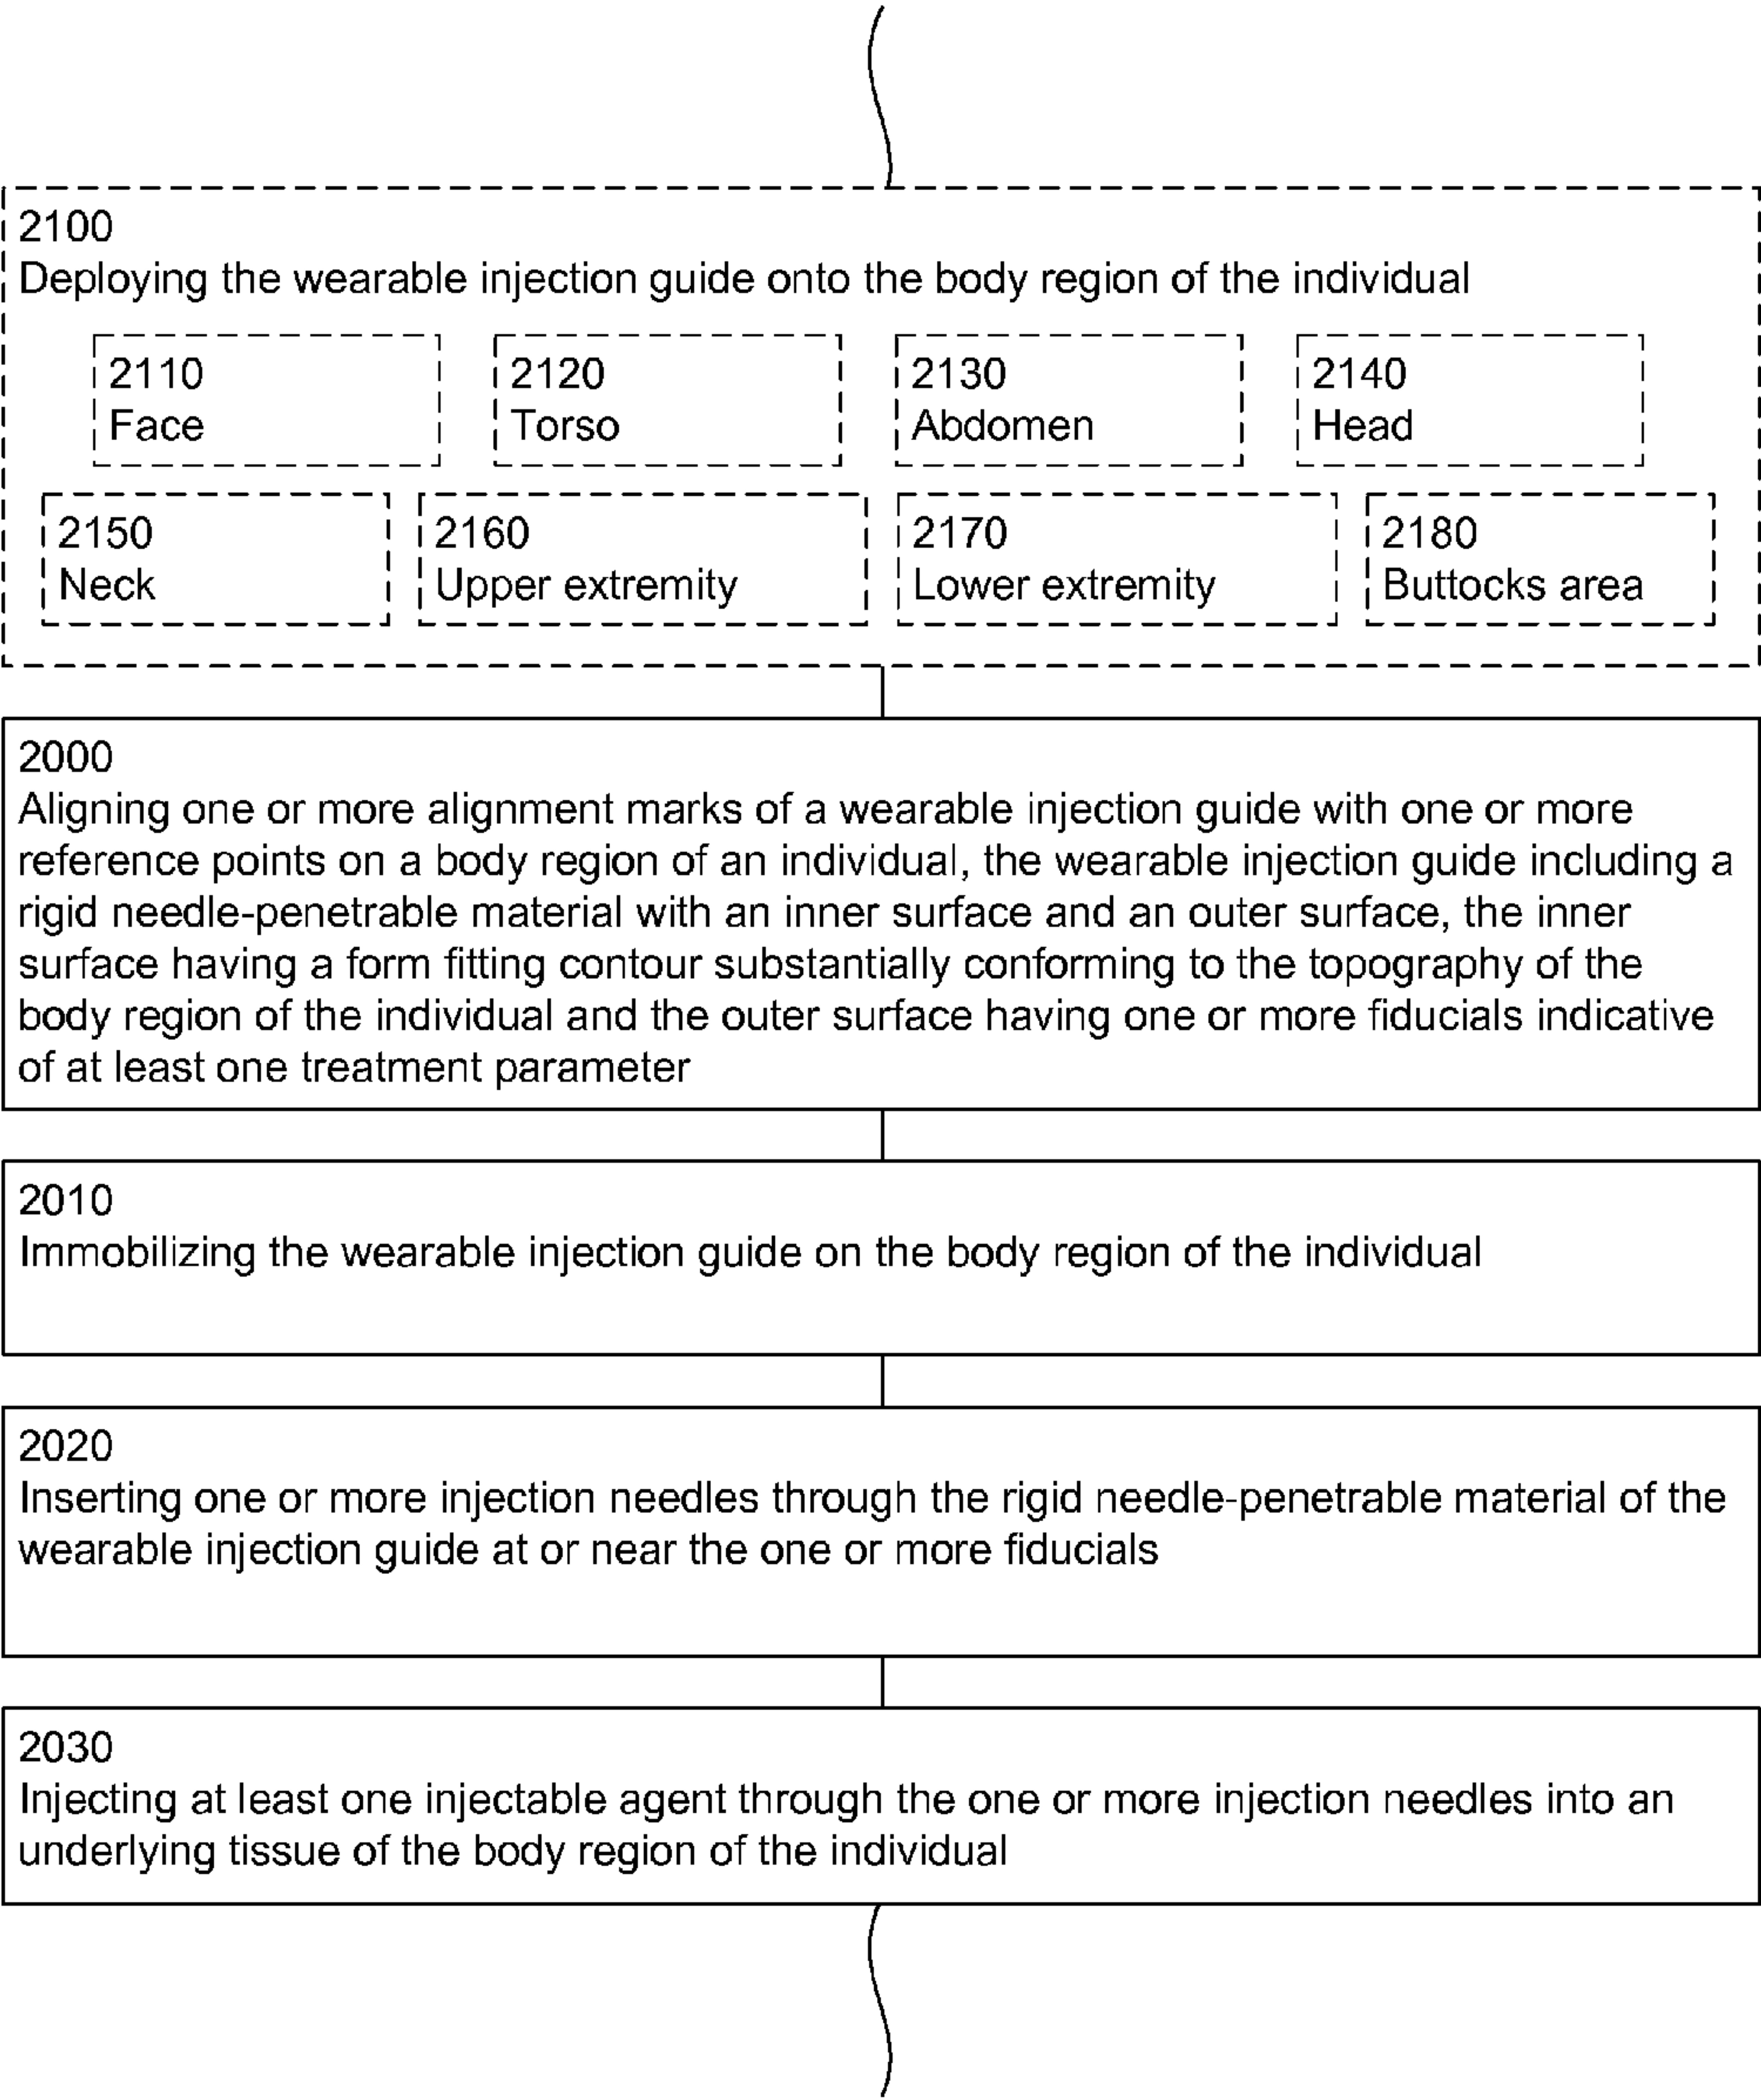 2100
Deploying the wearable injection guide onto the body region of the individual
2110
Face
2120
Torso
2130
Abdomen
2140
Head
2150
Neck
2160
Upper extremity
2170
Lower extremity
2180
Buttocks area
2000
Aligning one or more alignment marks of a wearable injection guide with one or more
reference points on a body region of an individual, the wearable injection guide including a
rigid needle-penetrable material with an inner surface and an outer surface, the inner
surface having a form fitting contour substantially conforming to the topography of the
body region of the individual and the outer surface having one or more fiducials indicative
of at least one treatment parameter
2010
Immobilizing the wearable injection guide on the body region of the individual
2020
Inserting one or more injection needles through the rigid needle-penetrable material of the
wearable injection guide at or near the one or more fiducials
2030
Injecting at least one injectable agent through the one or more injection needles into an
underlying tissue of the body region of the individual